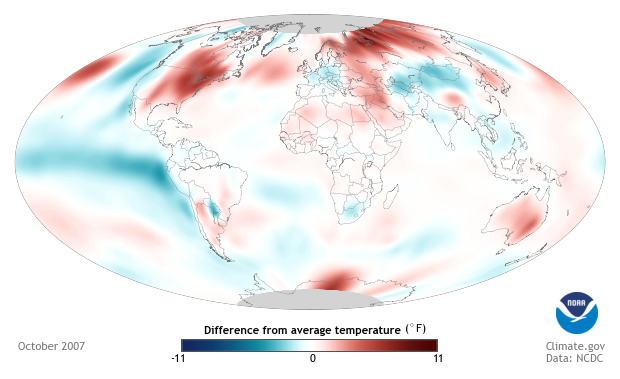 NOAA
Difference from average temperature (°F)
October 2007
-11
0
11
Climate.gov
Data: NCDC